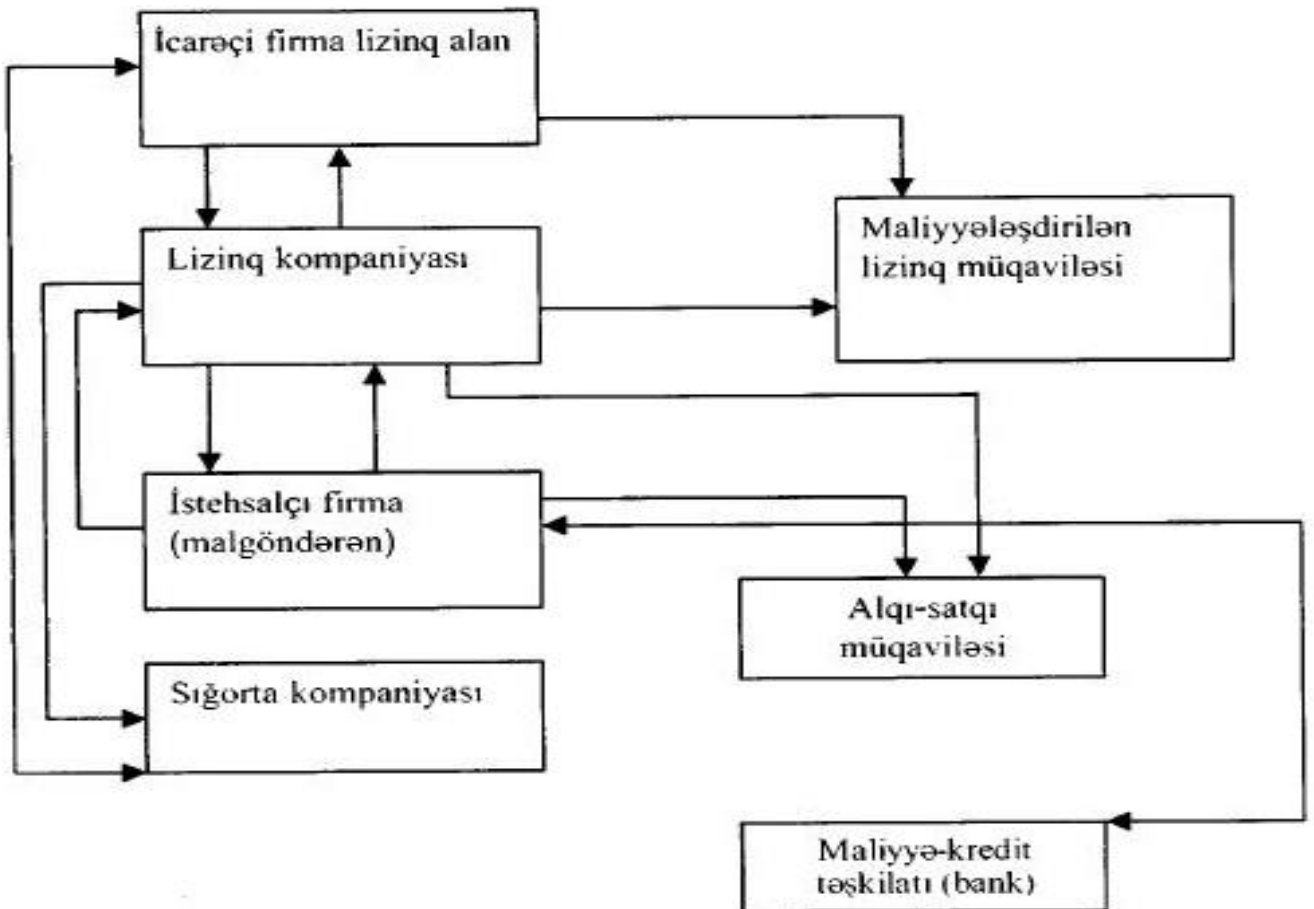 İcarəçi firma lizinq alan
Lizinq kompaniyası
Maliyyələşdirilən
lizinq müqaviləsi
İstehsalçı firma
(malgöndərən)
Alqı-satqı
müqaviləsi
Sığorta kompaniyası
Maliyyə-kredit
təşkilatı (bank)